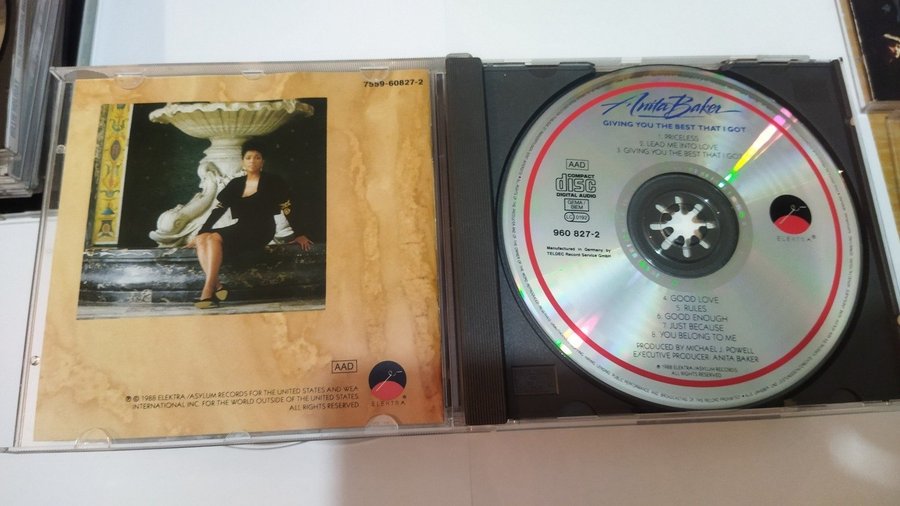 7559-60827-2
AAD
℗ © 1988 ELEKTRA/ASYLUM RECORDS FOR THE UNITED STATES AND WEA
INTERNATIONAL INC. FOR THE WORLD OUTSIDE OF THE UNITED STATES
ALL RIGHTS RESERVED
ELEKTRA®
Anita Baker
GIVING YOU THE BEST THAT I GOT
1. PRICELESS
2. LEAD ME INTO LOVE
3. GIVING YOU THE BEST THAT I GOT
AAD
COMPACT
disc
DIGITAL AUDIO
GEMA/
BIEM
LC 0192
960 827-2
Manufactured in Germany by
TELDEC Record Service GmbH
ELEKTRA®
4. GOOD LOVE
5. RULES
6. GOOD ENOUGH
7. JUST BECAUSE
8. YOU BELONG TO ME
PRODUCED BY MICHAEL J. POWELL
EXECUTIVE PRODUCER: ANITA BAKER
℗ 1988 ELEKTRA/ASYLUM RECORDS
ALL RIGHTS RESERVED